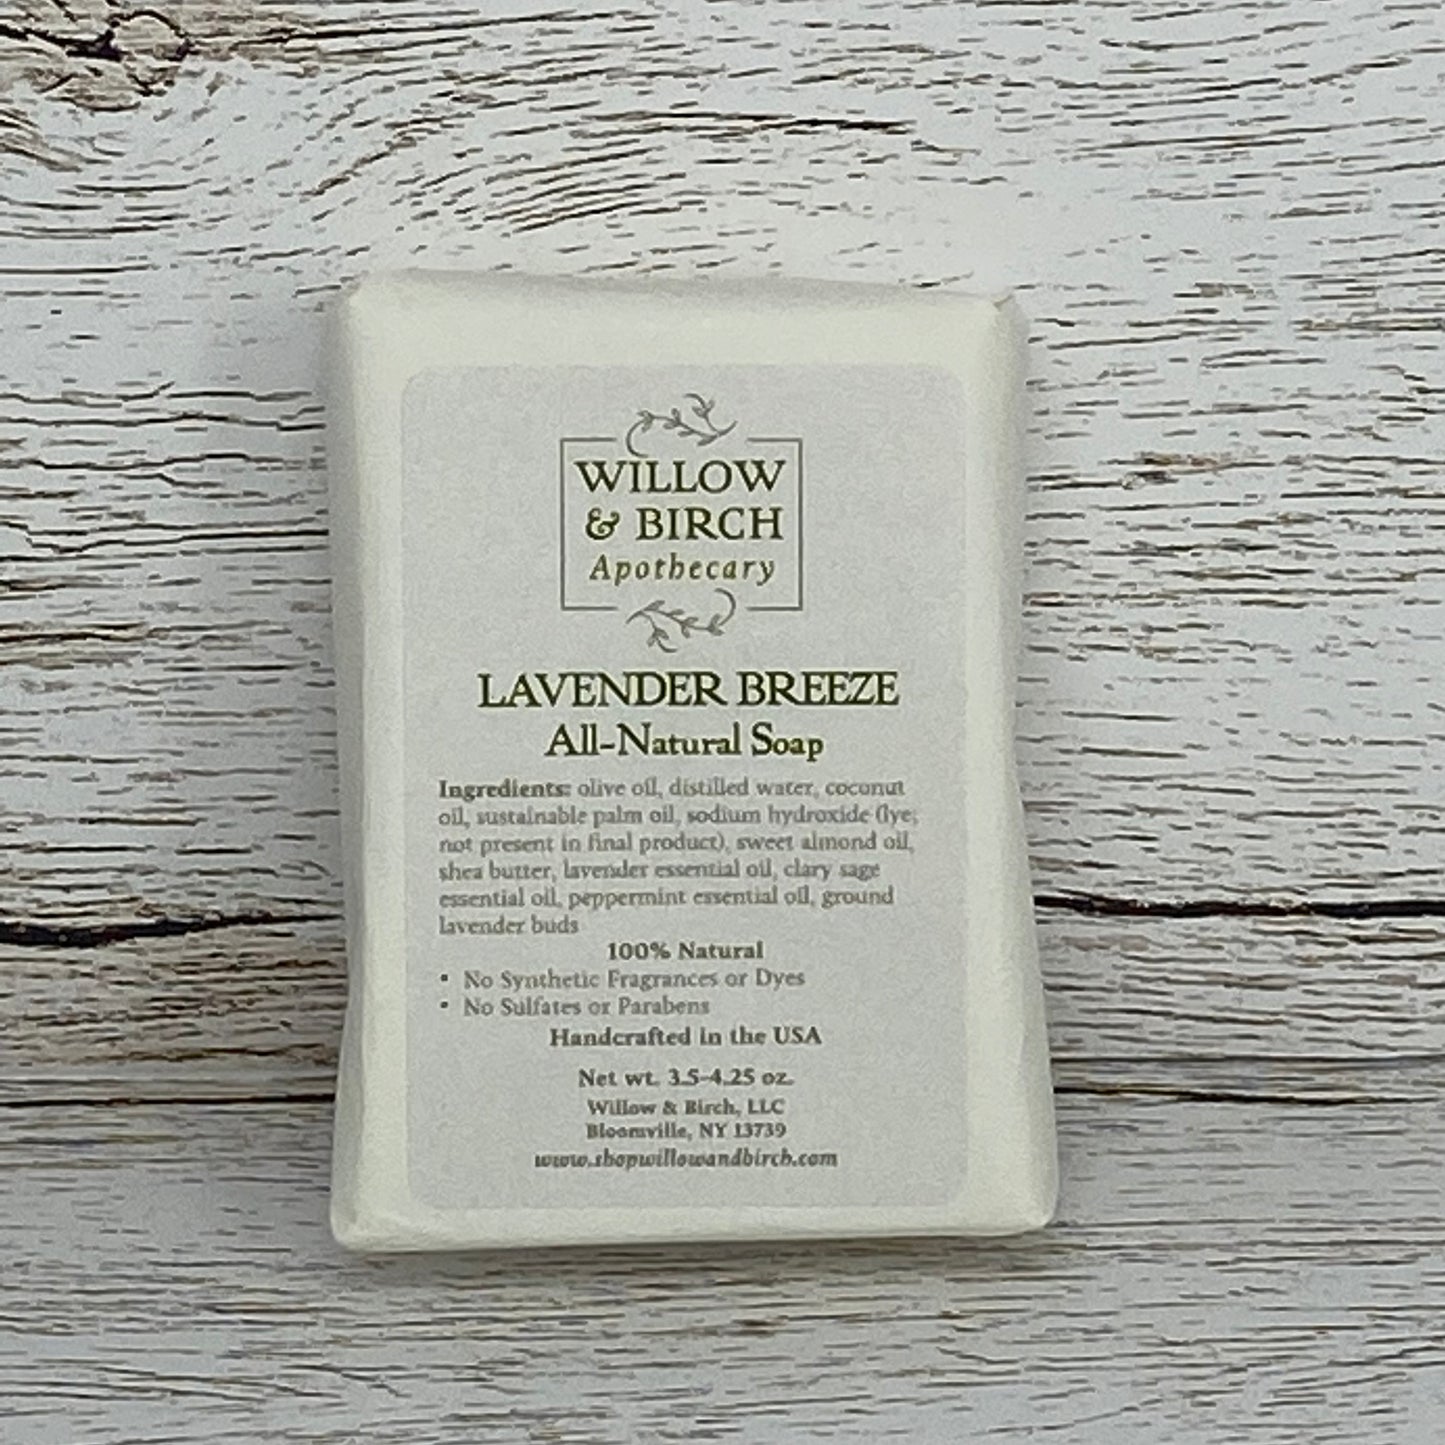 WILLOW
& BIRCH
Apothecary
LAVENDER BREEZE
All-Natural Soap
Ingredients: olive oil, distilled water, coconut
oil, sustainable palm oil, sodium hydroxide (lye;
not present in final product), sweet almond oil,
shea butter, lavender essential oil, clary sage
essential oil, peppermint essential oil, ground
lavender buds
100% Natural
• No Synthetic Fragrances or Dyes
• No Sulfates or Parabens
Handcrafted in the USA
Net wt. 3.5-4.25 oz.
Willow & Birch, LLC
Bloomville, NY 13739
www.shopwillowandbirch.com